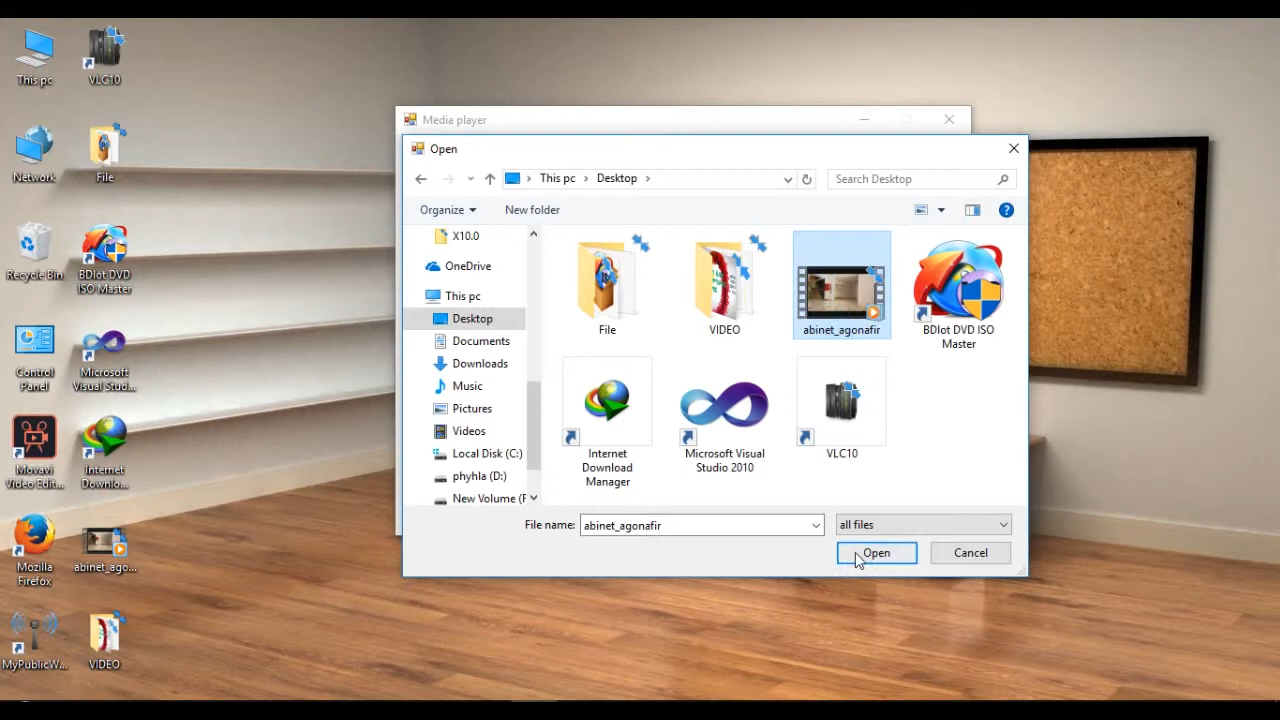 This pc
VLC10
Network
File
Recycle Bin
BDlot DVD
ISO Master
Control
Panel
Microsoft
Visual Stud...
Movavi
Video Edit...
Internet
Downlo...
Mozilla
Firefox
abinet_ago...
MyPublicW...
VIDEO
Media player
Open
This pc
Desktop
Search Desktop
Organize
New folder
X10.0
OneDrive
This pc
Desktop
Documents
Downloads
Music
Pictures
Videos
Local Disk (C:)
phyhla (D:)
New Volume (F
File
VIDEO
abinet_agonafir
BDlot DVD ISO
Master
Internet
Download
Manager
Microsoft Visual
Studio 2010
VLC10
File name:
abinet_agonafir
all files
Open
Cancel